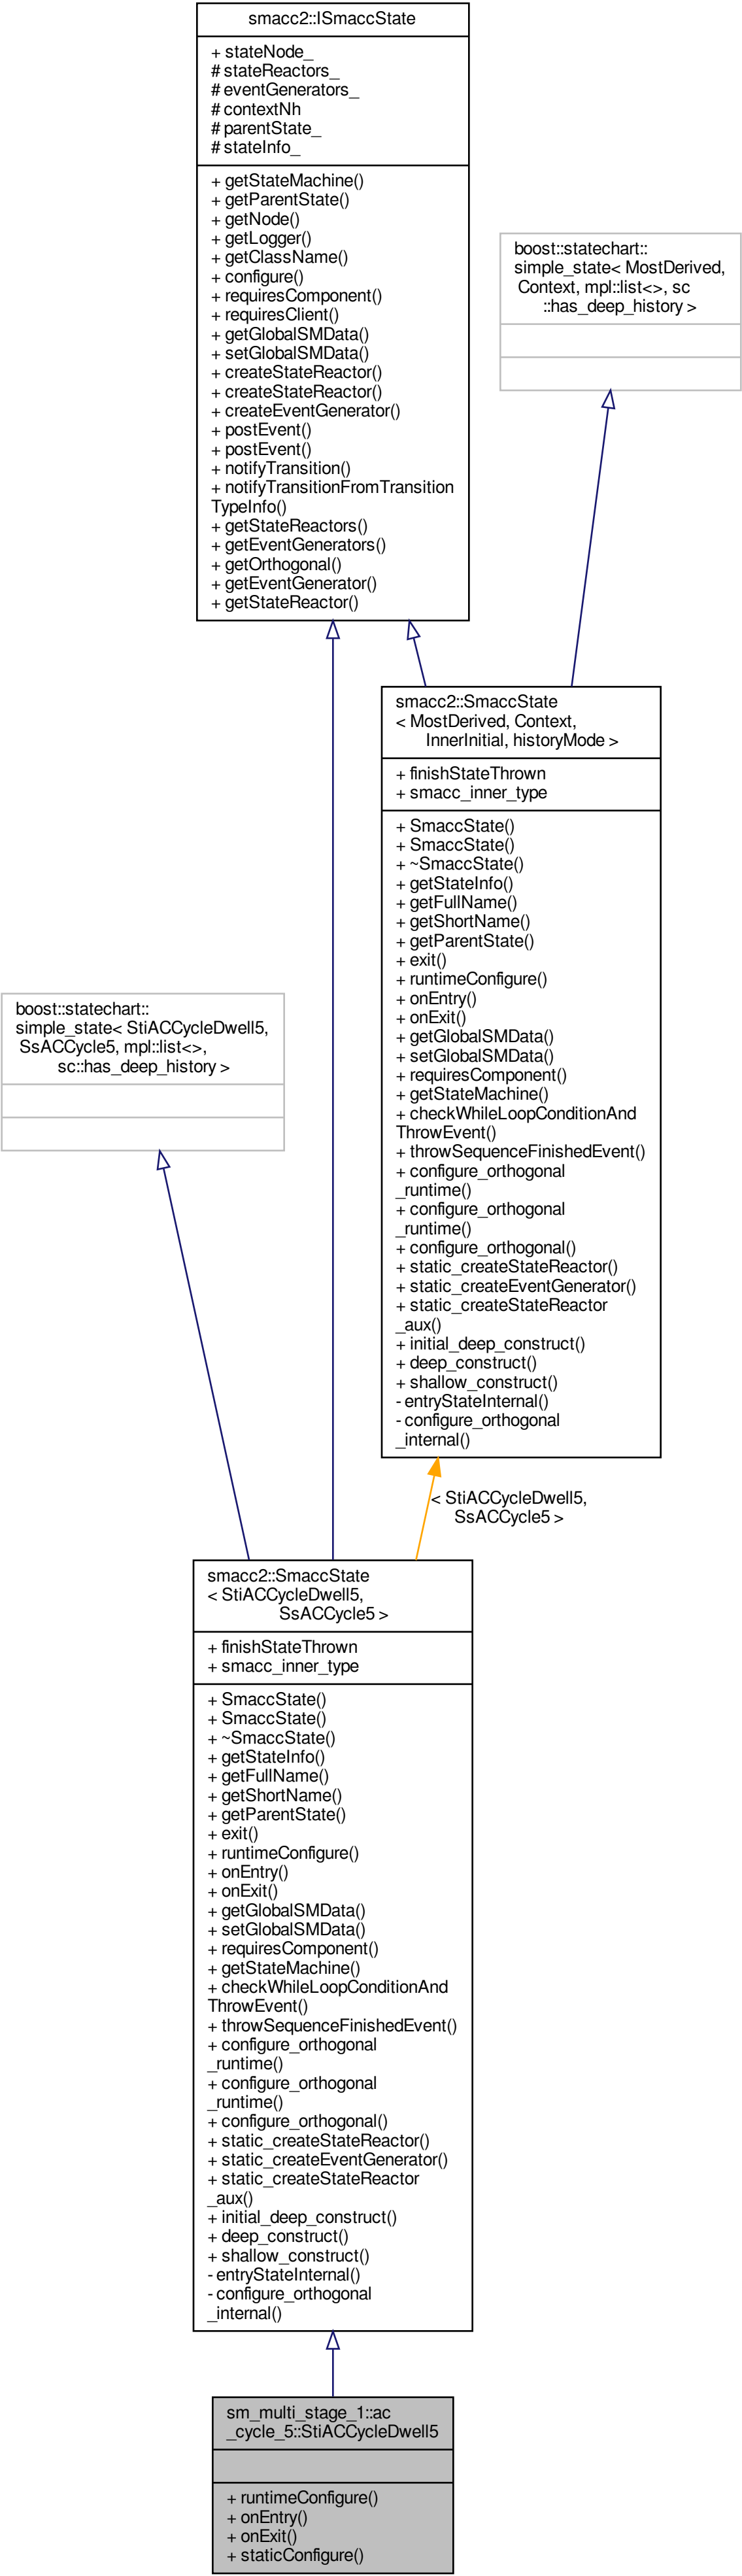 smacc2::ISmaccState
+ stateNode_
# stateReactors_
# eventGenerators_
# contextNh
# parentState_
# stateInfo_
+ getStateMachine()
+ getParentState()
+ getNode()
+ getLogger()
+ getClassName()
+ configure()
+ requiresComponent()
+ requiresClient()
+ getGlobalSMData()
+ setGlobalSMData()
+ createStateReactor()
+ createStateReactor()
+ createEventGenerator()
+ postEvent()
+ postEvent()
+ notifyTransition()
+ notifyTransitionFromTransition
TypeInfo()
+ getStateReactors()
+ getEventGenerators()
+ getOrthogonal()
+ getEventGenerator()
+ getStateReactor()
boost::statechart::
simple_state< MostDerived,
Context, mpl::list<>, sc
::has_deep_history >
smacc2::SmaccState
< MostDerived, Context,
InnerInitial, historyMode >
+ finishStateThrown
+ smacc_inner_type
+ SmaccState()
+ SmaccState()
+ ~SmaccState()
+ getStateInfo()
+ getFullName()
+ getShortName()
+ getParentState()
+ exit()
+ runtimeConfigure()
+ onEntry()
+ onExit()
+ getGlobalSMData()
+ setGlobalSMData()
+ requiresComponent()
+ getStateMachine()
+ checkWhileLoopConditionAnd
ThrowEvent()
+ throwSequenceFinishedEvent()
+ configure_orthogonal
_runtime()
+ configure_orthogonal
_runtime()
+ configure_orthogonal()
+ static_createStateReactor()
+ static_createEventGenerator()
+ static_createStateReactor
_aux()
+ initial_deep_construct()
+ deep_construct()
+ shallow_construct()
- entryStateInternal()
- configure_orthogonal
_internal()
boost::statechart::
simple_state< StiACCycleDwell5,
SsACCycle5, mpl::list<>,
sc::has_deep_history >
< StiACCycleDwell5,
SsACCycle5 >
smacc2::SmaccState
< StiACCycleDwell5,
SsACCycle5 >
+ finishStateThrown
+ smacc_inner_type
+ SmaccState()
+ SmaccState()
+ ~SmaccState()
+ getStateInfo()
+ getFullName()
+ getShortName()
+ getParentState()
+ exit()
+ runtimeConfigure()
+ onEntry()
+ onExit()
+ getGlobalSMData()
+ setGlobalSMData()
+ requiresComponent()
+ getStateMachine()
+ checkWhileLoopConditionAnd
ThrowEvent()
+ throwSequenceFinishedEvent()
+ configure_orthogonal
_runtime()
+ configure_orthogonal
_runtime()
+ configure_orthogonal()
+ static_createStateReactor()
+ static_createEventGenerator()
+ static_createStateReactor
_aux()
+ initial_deep_construct()
+ deep_construct()
+ shallow_construct()
- entryStateInternal()
- configure_orthogonal
_internal()
sm_multi_stage_1::ac
_cycle_5::StiACCycleDwell5
+ runtimeConfigure()
+ onEntry()
+ onExit()
+ staticConfigure()